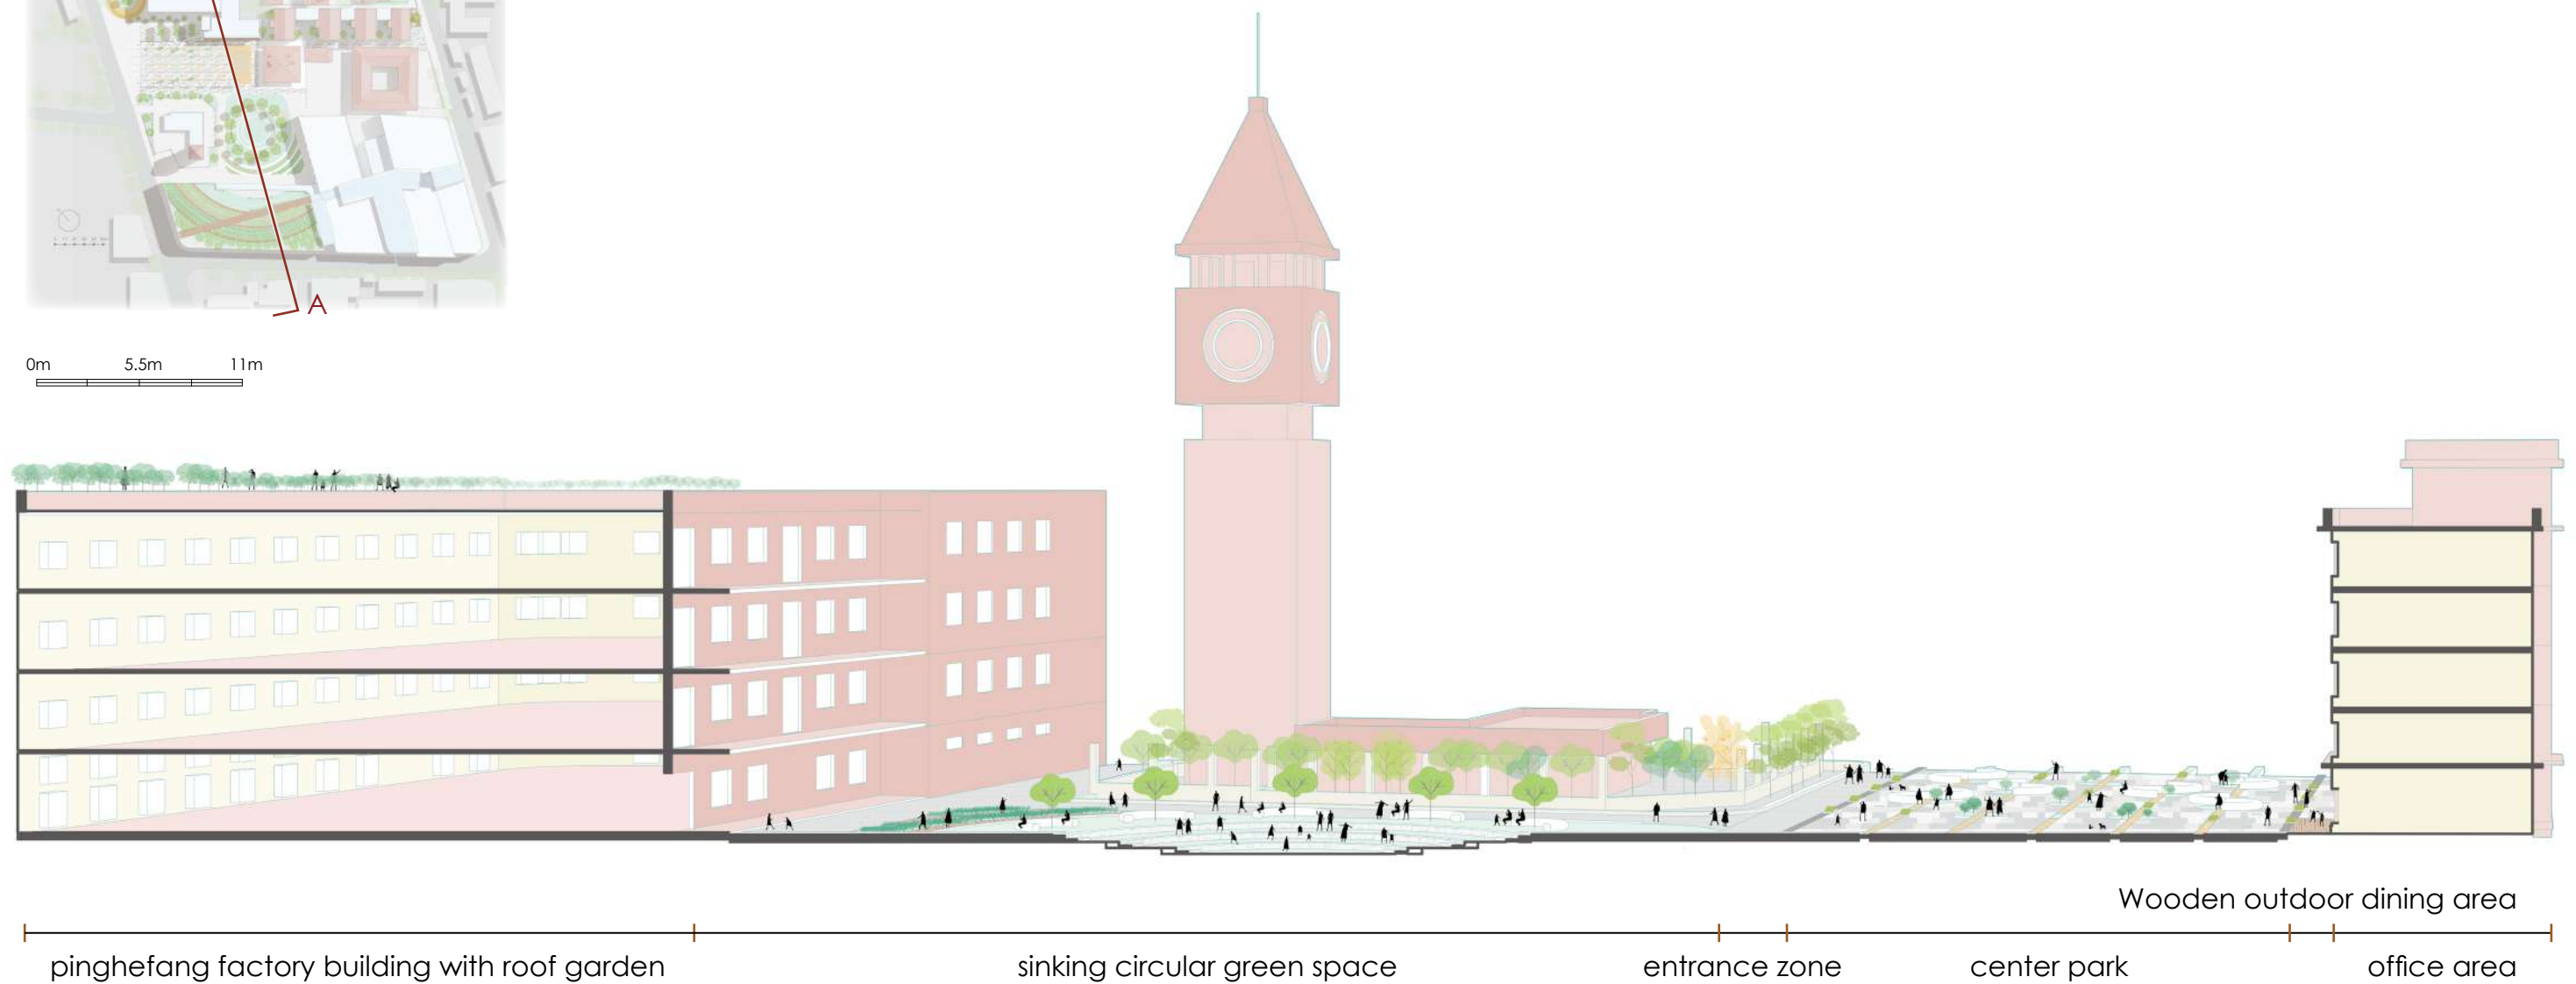 A
0m 5.5m 11m
Wooden outdoor dining area
pinghefang factory building with roof garden sinking circular green space entrance zone center park office area